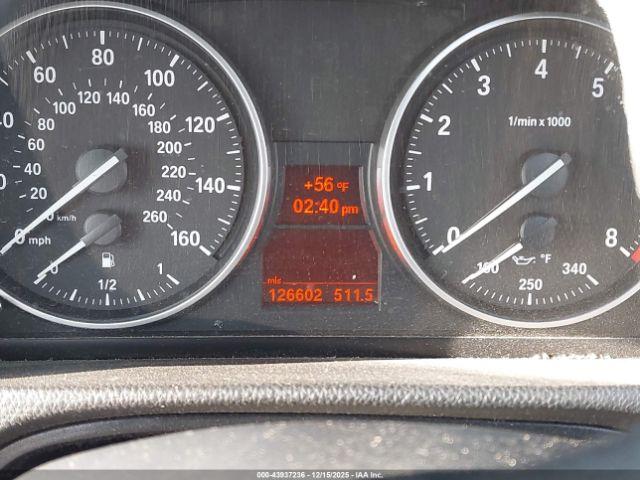 60 80 100 120 140 160
20 40 60 80 100 120 140 160 180 200 220 240 260
km/h
0 mph
0 1/2 1
+56 °F
02:40 pm
mls
126602 511.5
0 1 2 3 4 5 8
1/min x 1000
°F
250 340
000-43937236 12/15/2025 IAA.